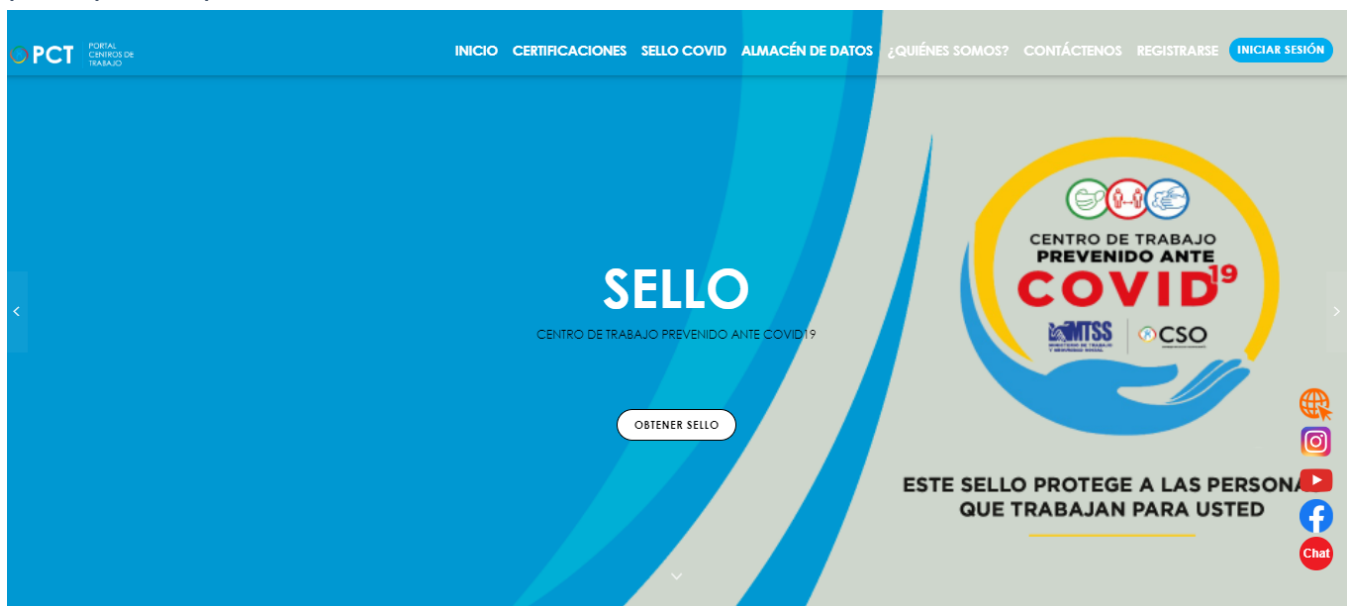 PCT
PORTAL
CENTROS DE
TRABAJO
INICIO CERTIFICACIONES SELLO COVID ALMACÉN DE DATOS ¿QUIÉNES SOMOS? CONTÁCTENOS REGISTRARSE INICIAR SESIÓN
SELLO
CENTRO DE TRABAJO PREVENIDO ANTE COVID19
OBTENER SELLO
CENTRO DE TRABAJO
PREVENIDO ANTE
COVID19
MTSS
CSO
ESTE SELLO PROTEGE A LAS PERSONA
QUE TRABAJAN PARA USTED
Chat